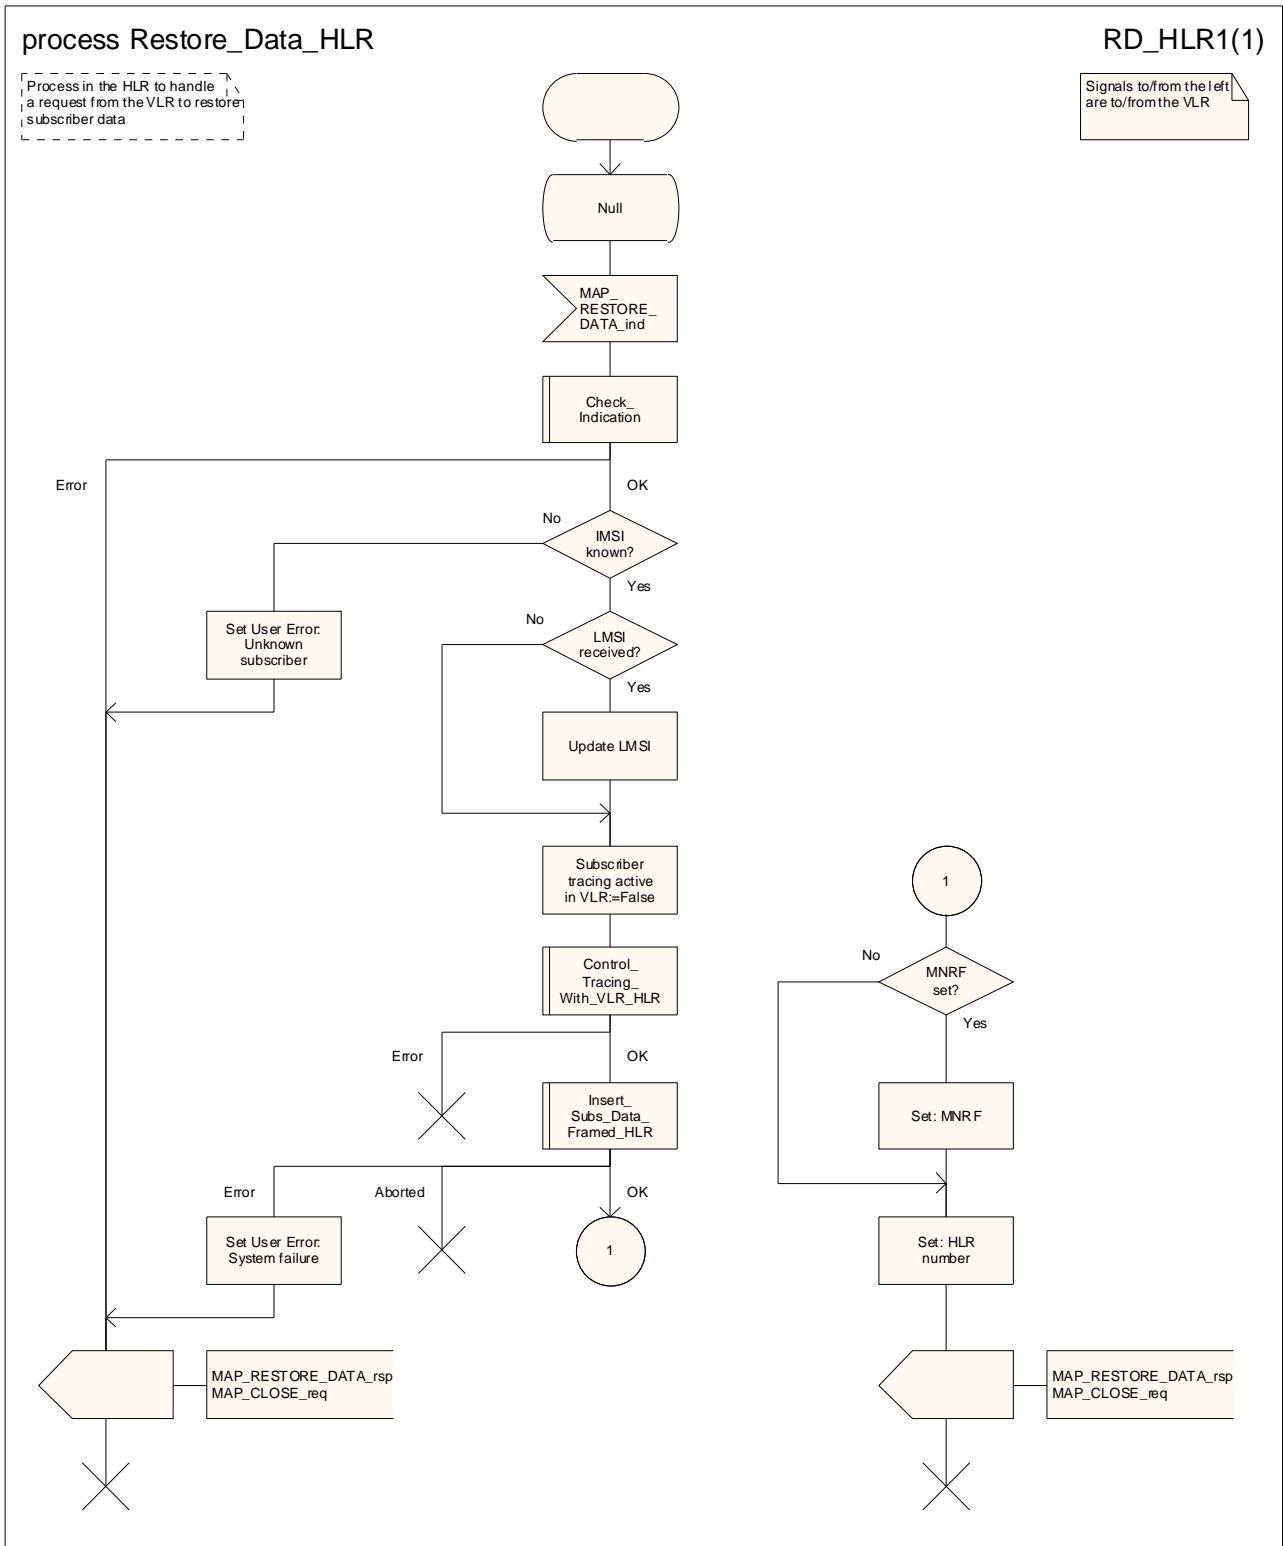 process Restore_Data_HLR
RD_HLR1(1)
Process in the HLR to handle
a request from the VLR to restore
subscriber data
Signals to/from the left
are to/from the VLR
Null
MAP_
RESTORE_
DATA_ind
Check_
Indication
Error
OK
No
IMSI
known?
Yes
Set User Error:
Unknown
subscriber
No
LMSI
received?
Yes
Update LMSI
Subscriber
tracing active
in VLR:=False
1
Control_
Tracing_
With_VLR_HLR
No
MNRF
set?
Yes
Error
OK
Insert_
Subs_Data_
Framed_HLR
Set: MNRF
Error
Aborted
OK
Set User Error:
System failure
1
Set: HLR
number
MAP_RESTORE_DATA_rsp
MAP_CLOSE_req
MAP_RESTORE_DATA_rsp
MAP_CLOSE_req